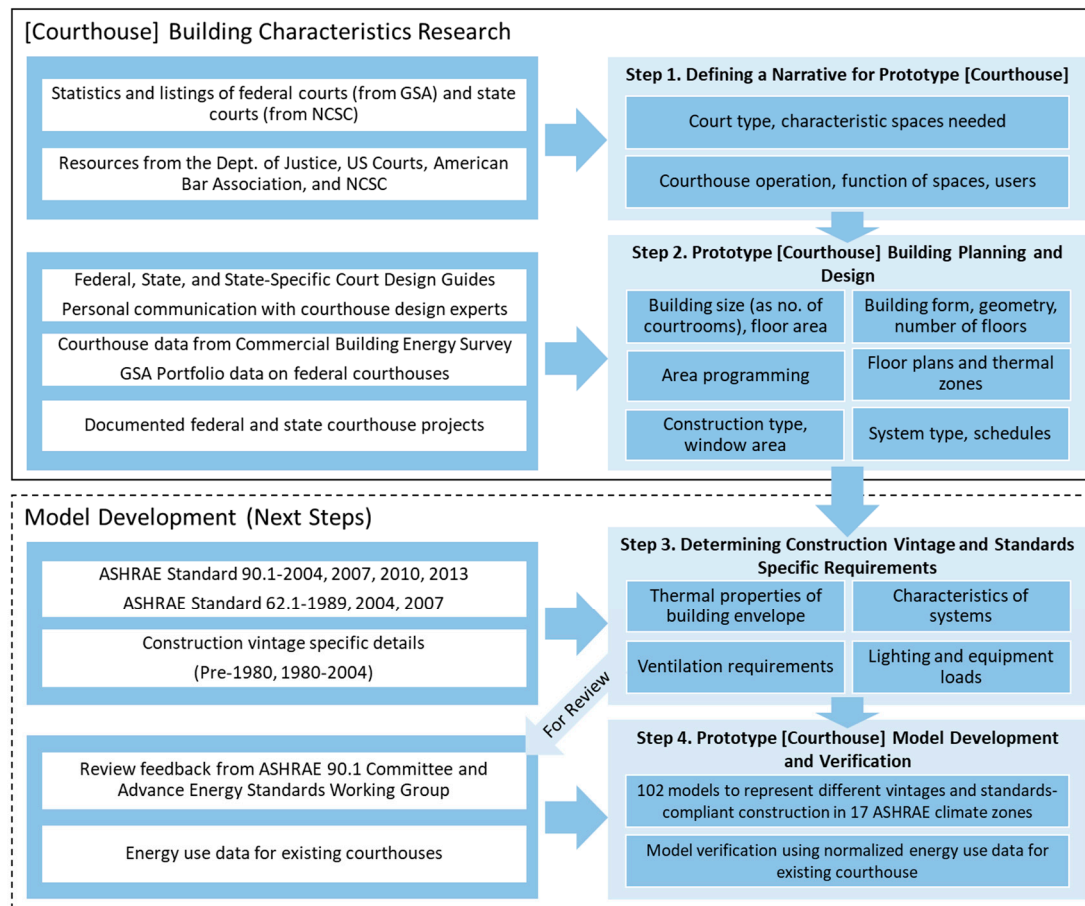 [Courthouse] Building Characteristics Research
Statistics and listings of federal courts (from GSA) and state
courts (from NCSC)
Resources from the Dept. of Justice, US Courts, American
Bar Association, and NCSC
Step 1. Defining a Narrative for Prototype [Courthouse]
Court type, characteristic spaces needed
Courthouse operation, function of spaces, users
Federal, State, and State-Specific Court Design Guides
Personal communication with courthouse design experts
Courthouse data from Commercial Building Energy Survey
GSA Portfolio data on federal courthouses
Documented federal and state courthouse projects
Step 2. Prototype [Courthouse] Building Planning and
Design
Building size (as no. of
courtrooms), floor area
Building form, geometry,
number of floors
Area programming
Floor plans and thermal
zones
Construction type,
window area
System type, schedules
Model Development (Next Steps)
ASHRAE Standard 90.1-2004, 2007, 2010, 2013
ASHRAE Standard 62.1-1989, 2004, 2007
Construction vintage specific details
(Pre-1980, 1980-2004)
Step 3. Determining Construction Vintage and Standards
Specific Requirements
Thermal properties of
building envelope
Characteristics of
systems
Ventilation requirements
Lighting and equipment
loads
For Review
Review feedback from ASHRAE 90.1 Committee and
Advance Energy Standards Working Group
Energy use data for existing courthouses
Step 4. Prototype [Courthouse] Model Development
and Verification
102 models to represent different vintages and standards-
compliant construction in 17 ASHRAE climate zones
Model verification using normalized energy use data for
existing courthouse